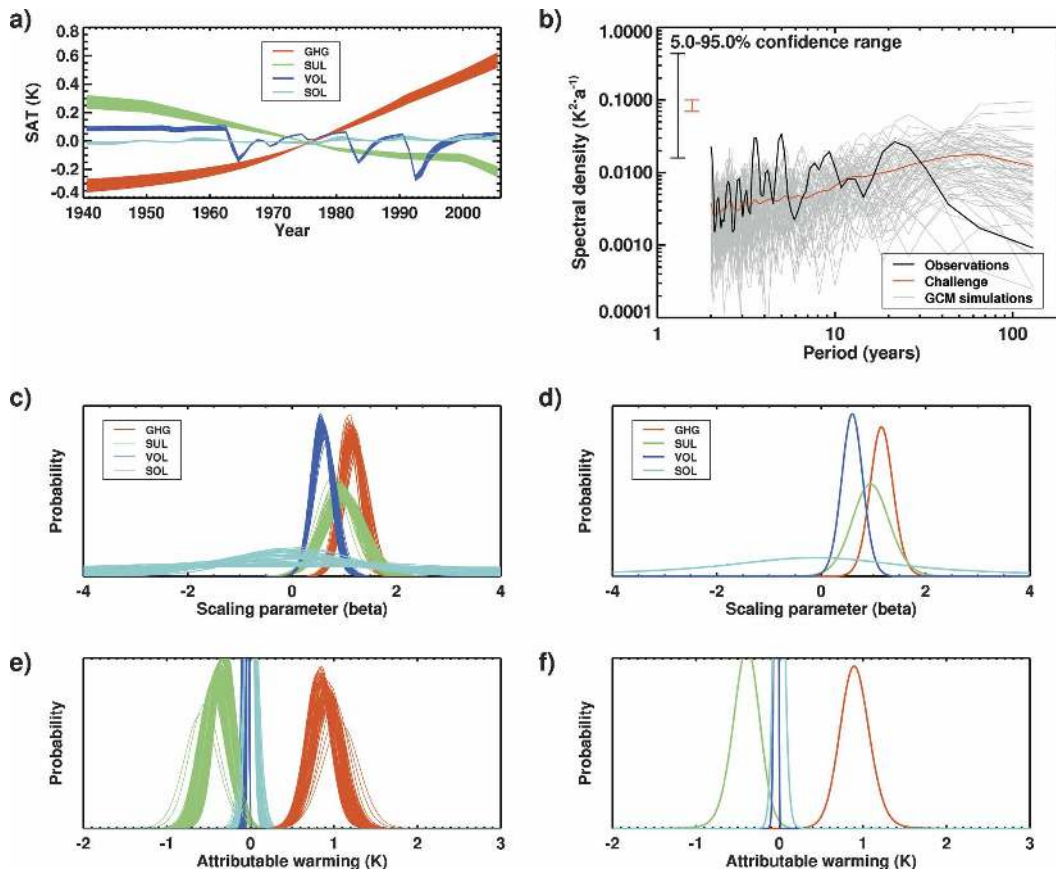 a)
SAT (K)
0.8
0.6
0.4
0.2
0.0
-0.2
-0.4
GHG
SUL
VOL
SOL
1940 1950 1960 1970 1980 1990 2000
Year
b)
Spectral density (K²·a⁻¹)
1.0000
0.1000
0.0100
0.0010
0.0001
5.0-95.0% confidence range
Observations
Challenge
GCM simulations
1 10 100
Period (years)
c)
Probability
GHG
SUL
VOL
SOL
-4 -2 0 2 4
Scaling parameter (beta)
d)
Probability
GHG
SUL
VOL
SOL
-4 -2 0 2 4
Scaling parameter (beta)
e)
Probability
-2 -1 0 1 2 3
Attributable warming (K)
f)
Probability
-2 -1 0 1 2 3
Attributable warming (K)